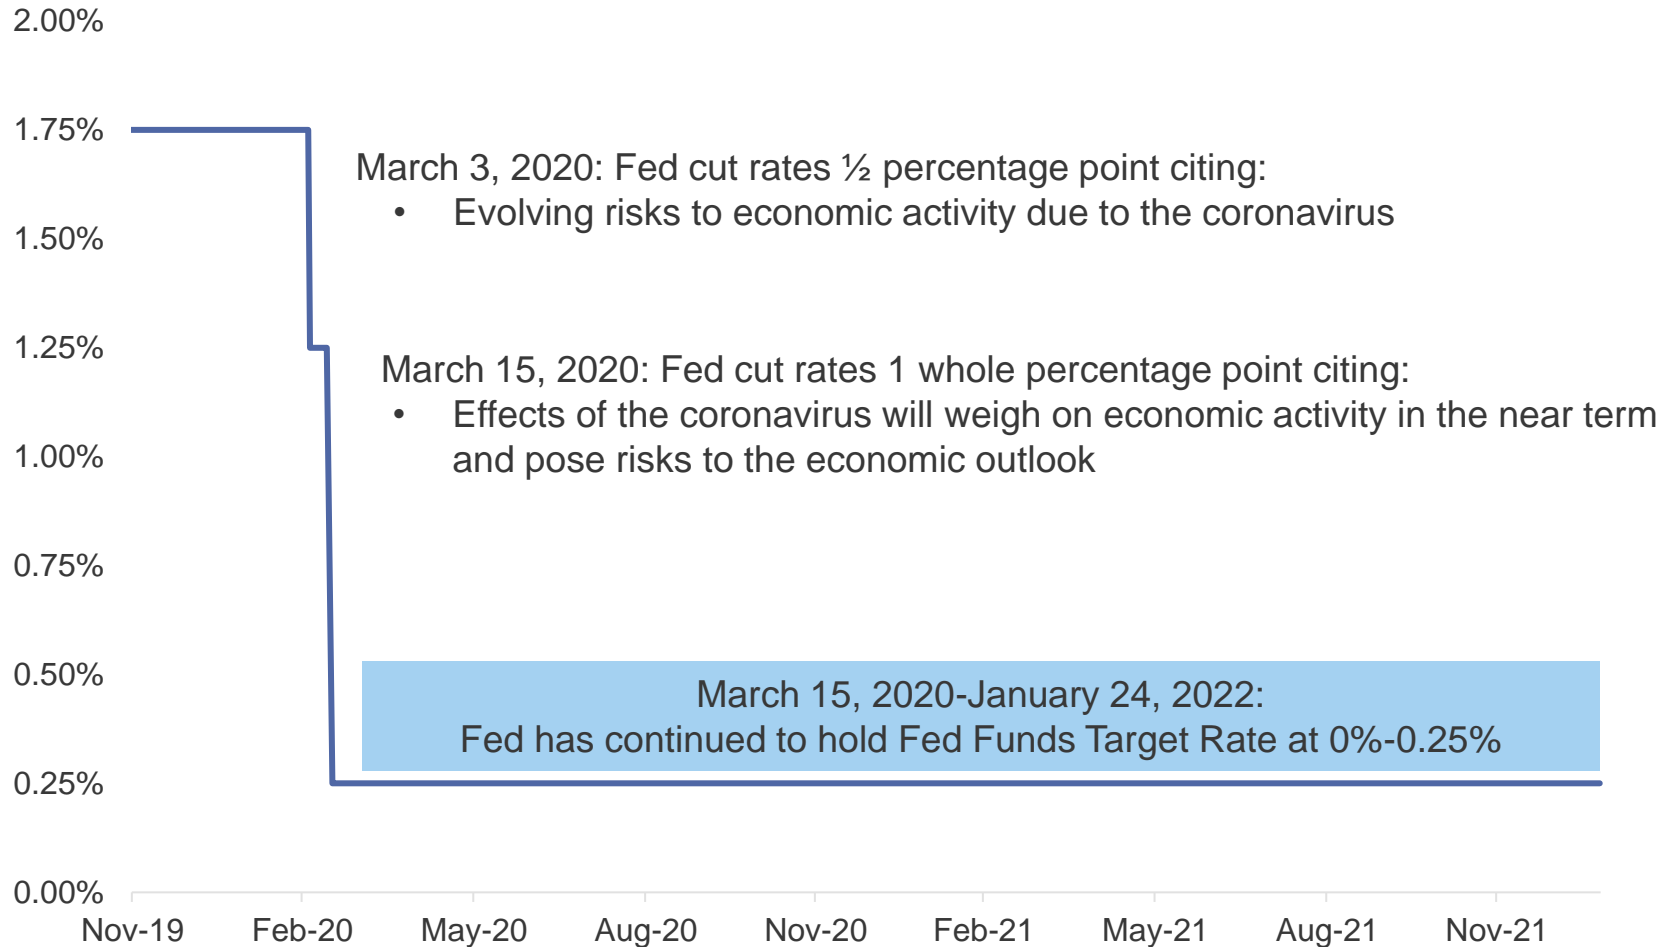 2.00%
1.75%
March 3, 2020: Fed cut rates ½ percentage point citing:
• Evolving risks to economic activity due to the coronavirus
1.50%
1.25%
March 15, 2020: Fed cut rates 1 whole percentage point citing:
• Effects of the coronavirus will weigh on economic activity in the near term
and pose risks to the economic outlook
1.00%
0.75%
0.50%
March 15, 2020-January 24, 2022:
Fed has continued to hold Fed Funds Target Rate at 0%-0.25%
0.25%
0.00%
Nov-19 Feb-20 May-20 Aug-20 Nov-20 Feb-21 May-21 Aug-21 Nov-21